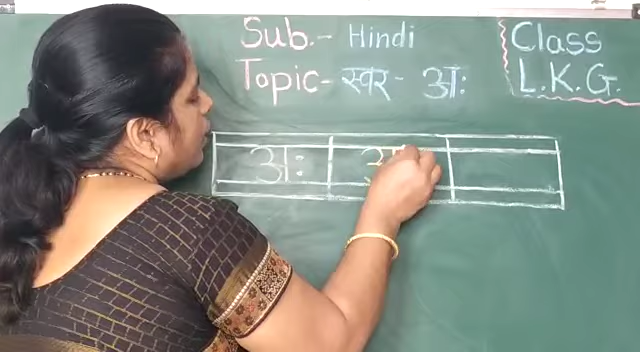 Sub.- Hindi
Topic- स्वर - अः
Class
L.K.G.
अः अ